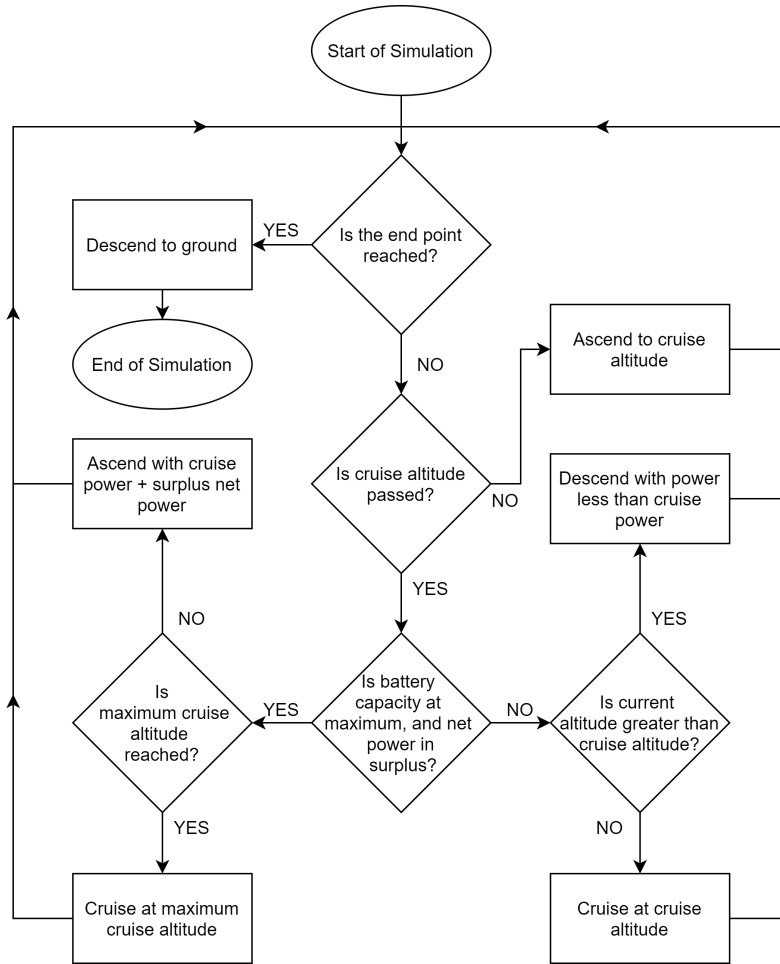 Start of Simulation
Is the end point
reached?
YES
Descend to ground
NO
End of Simulation
Ascend to cruise
altitude
Is cruise altitude
passed?
NO
Ascend with cruise
power + surplus net
power
Descend with power
less than cruise
power
YES
NO
YES
Is
maximum cruise
altitude
reached?
YES
Is battery
capacity at
maximum, and net
power in
surplus?
NO
Is current
altitude greater than
cruise altitude?
YES
NO
Cruise at maximum
cruise altitude
Cruise at cruise
altitude